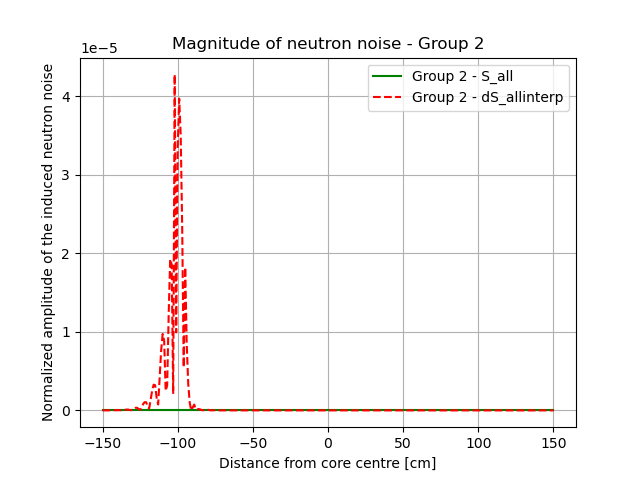 Magnitude of neutron noise - Group 2
1e−5
Normalized amplitude of the induced neutron noise
4
3
2
1
0
Group 2 - S_all
Group 2 - dS_allinterp
−150 −100 −50 0 50 100 150
Distance from core centre [cm]